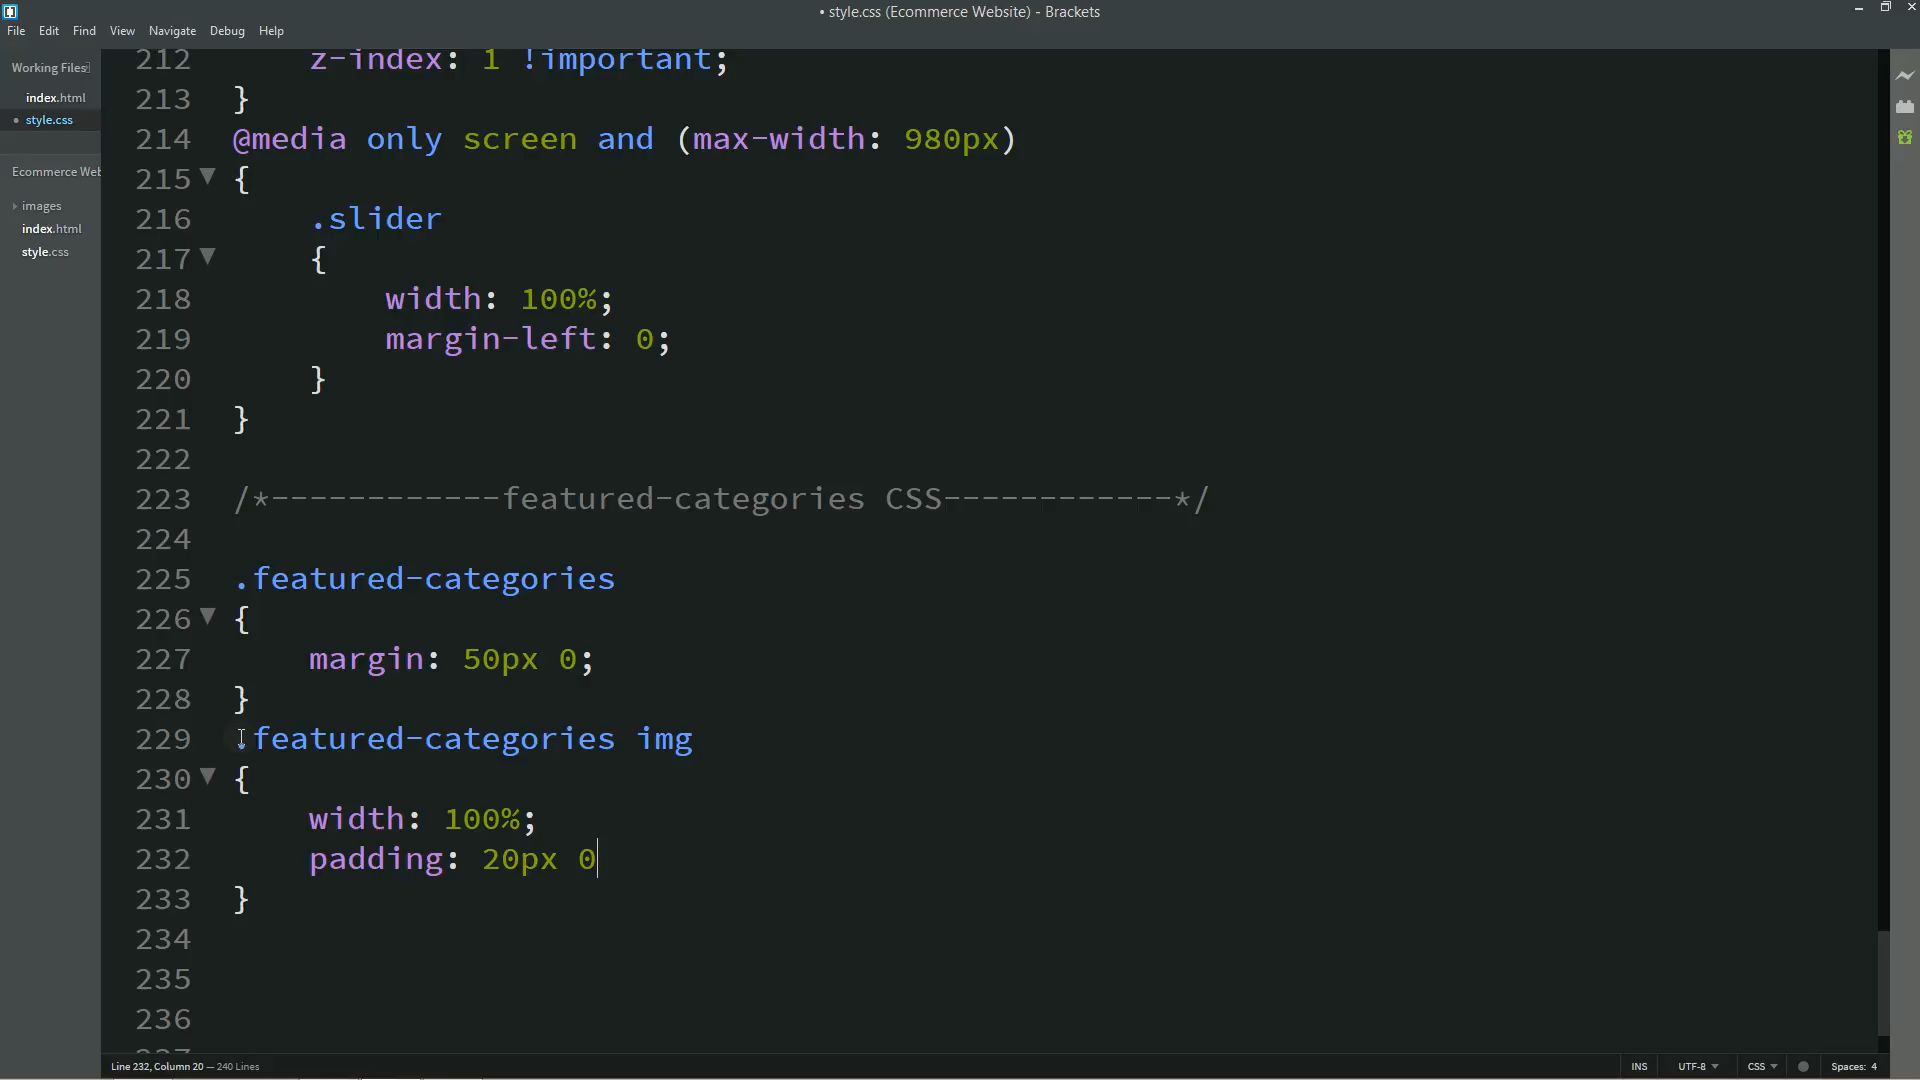 • style.css (Ecommerce Website) - Brackets
File Edit Find View Navigate Debug Help
Working Files
index.html
• style.css
Ecommerce Web
images
index.html
style.css
212 z-index: 1 !important;
213 }
214 @media only screen and (max-width: 980px)
215 {
216 .slider
217 {
218 width: 100%;
219 margin-left: 0;
220 }
221 }
222
223 /*------------featured-categories CSS------------*/
224
225 .featured-categories
226 {
227 margin: 50px 0;
228 }
229 .featured-categories img
230 {
231 width: 100%;
232 padding: 20px 0
233 }
234
235
236
237
Line 232, Column 20 — 240 Lines
INS UTF-8 CSS Spaces: 4